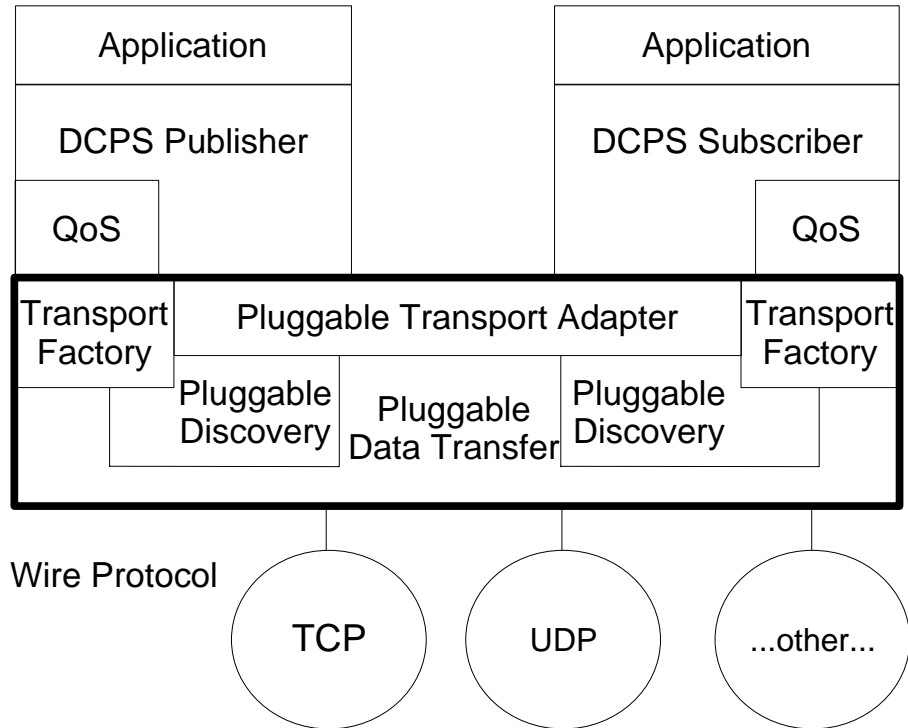 Application
Application
DCPS Publisher
DCPS Subscriber
QoS
QoS
Transport
Factory
Pluggable Transport Adapter
Transport
Factory
Pluggable
Discovery
Pluggable
Data Transfer
Pluggable
Discovery
Wire Protocol
TCP
UDP
...other...